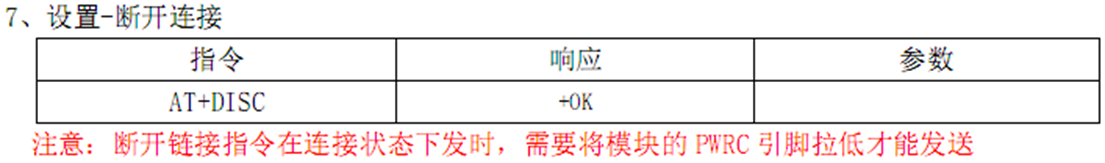 7、设置-断开连接
指令 响应 参数
AT+DISC +OK
注意：断开链接指令在连接状态下发时，需要将模块的 PWRC 引脚拉低才能发送